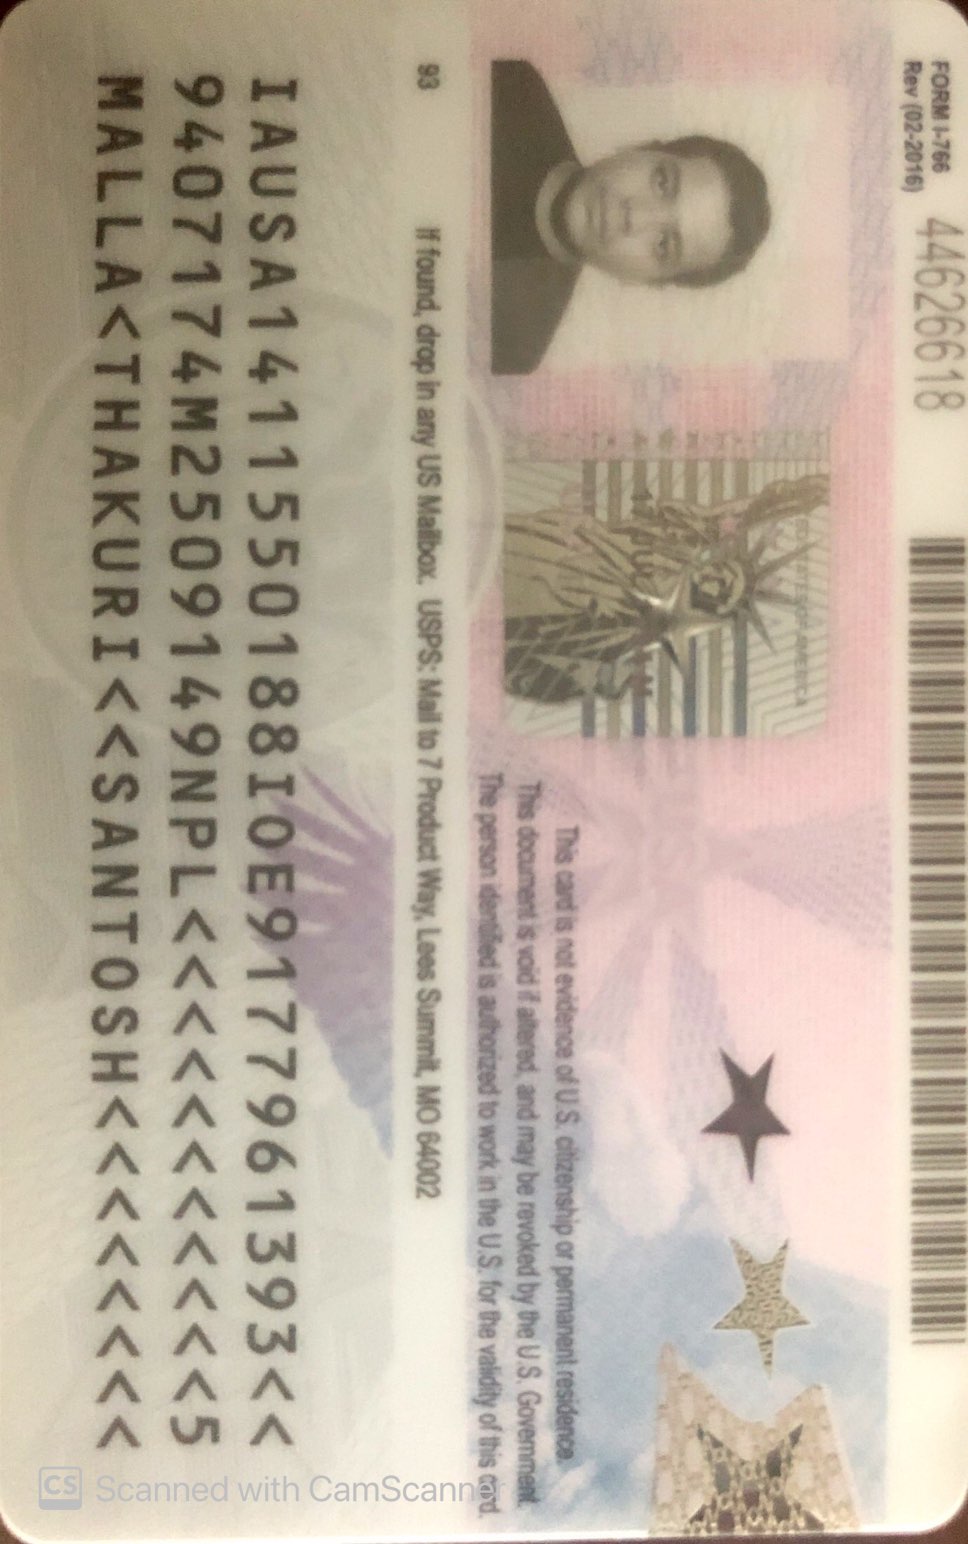 FORM I-766
Rev (02-2016)
446266618
This card is not evidence of U.S. citizenship or permanent residence.
This document is void if altered, and may be revoked by the U.S. Government.
The person identified is authorized to work in the U.S. for the validity of this card.
93 If found, drop in any US Mailbox. USPS: Mail to 7 Product Way, Lees Summit, MO 64002
IAUSA1411550188IOE9177961393<<
9407174M2509149NPL<<<<<<<<<<<5
MALLA<THAKURI<<SANTOSH<<<<<<<<
CS Scanned with CamScanner